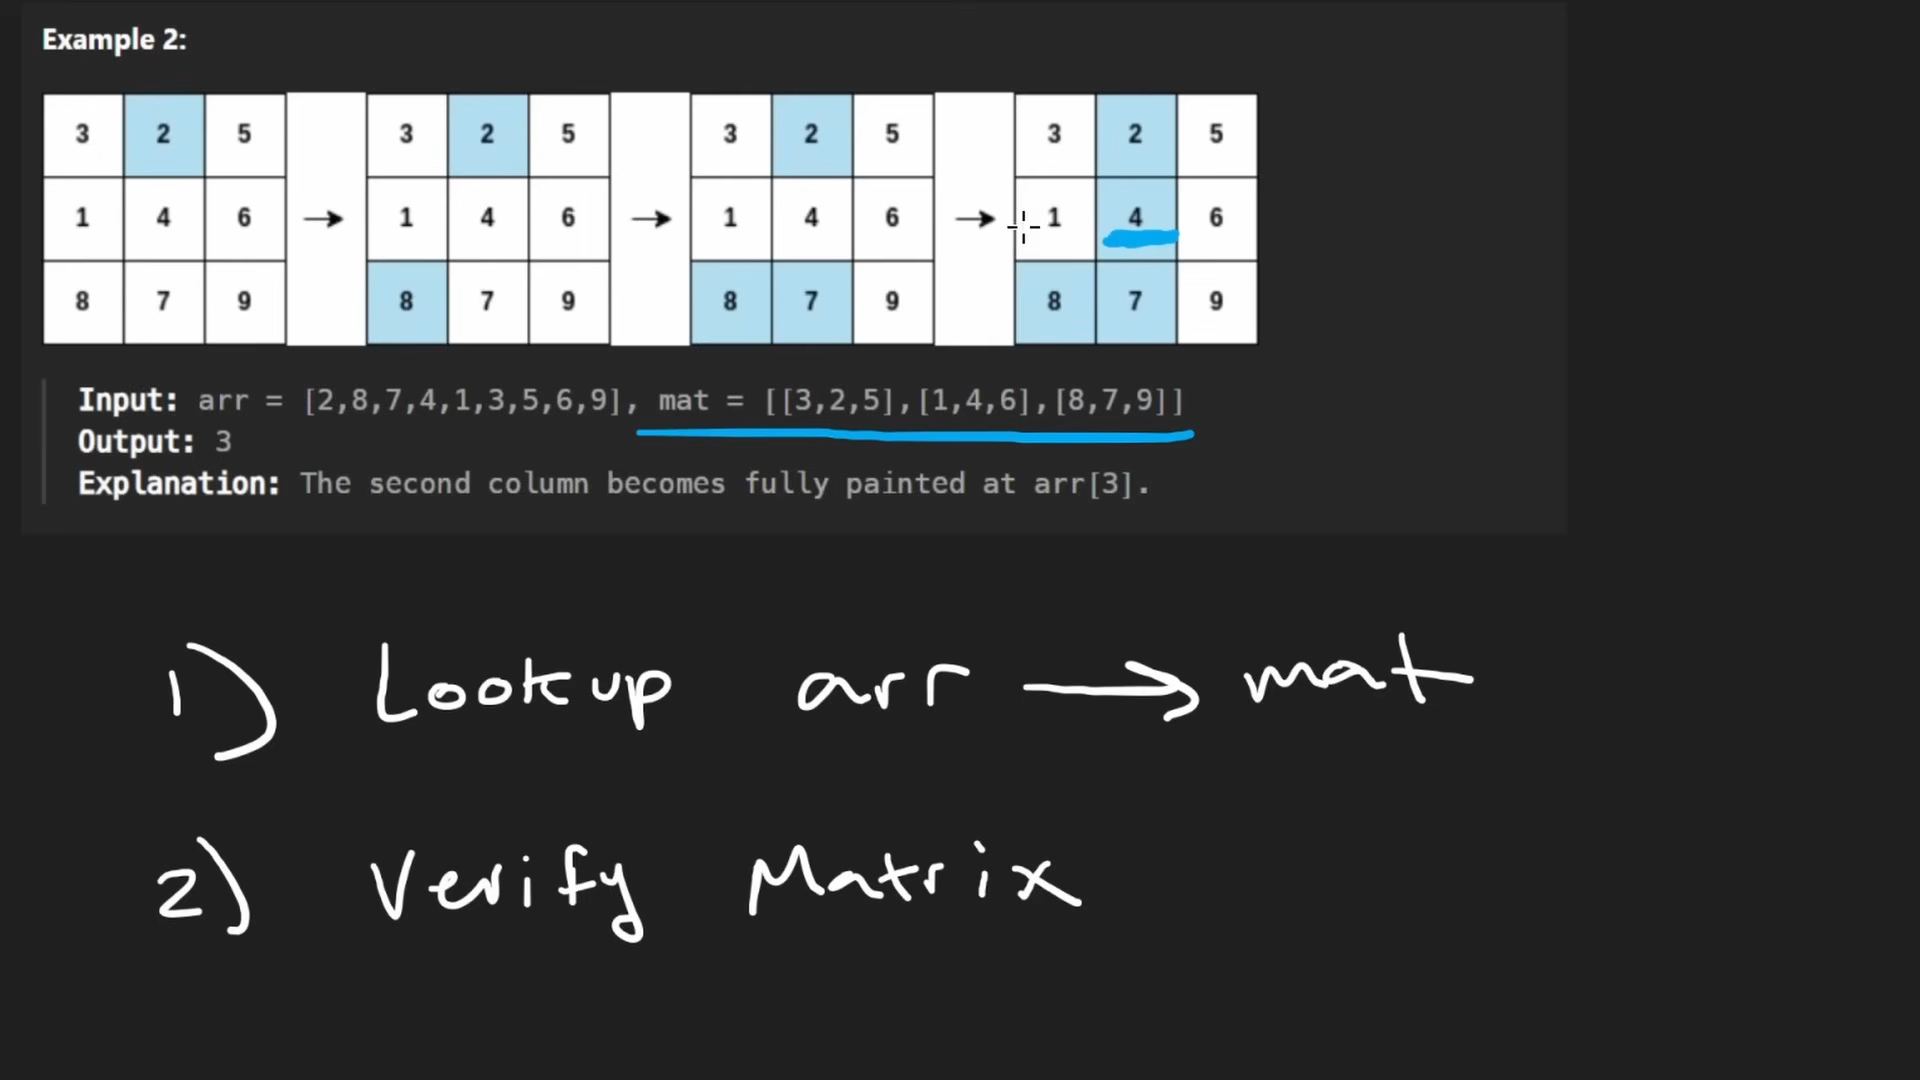 Example 2:
3 2 5 3 2 5 3 2 5 3 2 5
1 4 6 → 1 4 6 → 1 4 6 → 1 4 6
8 7 9 8 7 9 8 7 9 8 7 9
Input: arr = [2,8,7,4,1,3,5,6,9], mat = [[3,2,5],[1,4,6],[8,7,9]]
Output: 3
Explanation: The second column becomes fully painted at arr[3].
1) Lookup arr → mat
2) Verify Matrix